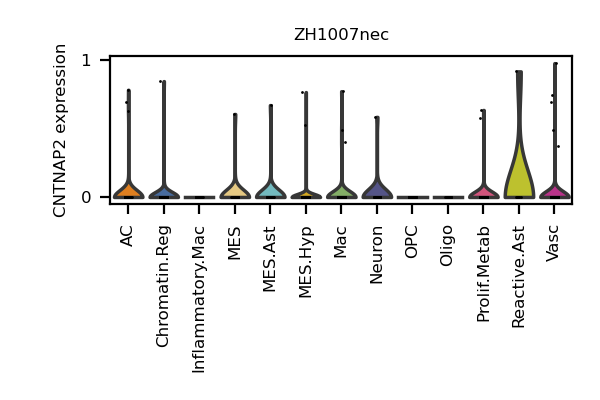 ZH1007nec
CNTNAP2 expression
1
0
AC
Chromatin.Reg
Inflammatory.Mac
MES
MES.Ast
MES.Hyp
Mac
Neuron
OPC
Oligo
Prolif.Metab
Reactive.Ast
Vasc